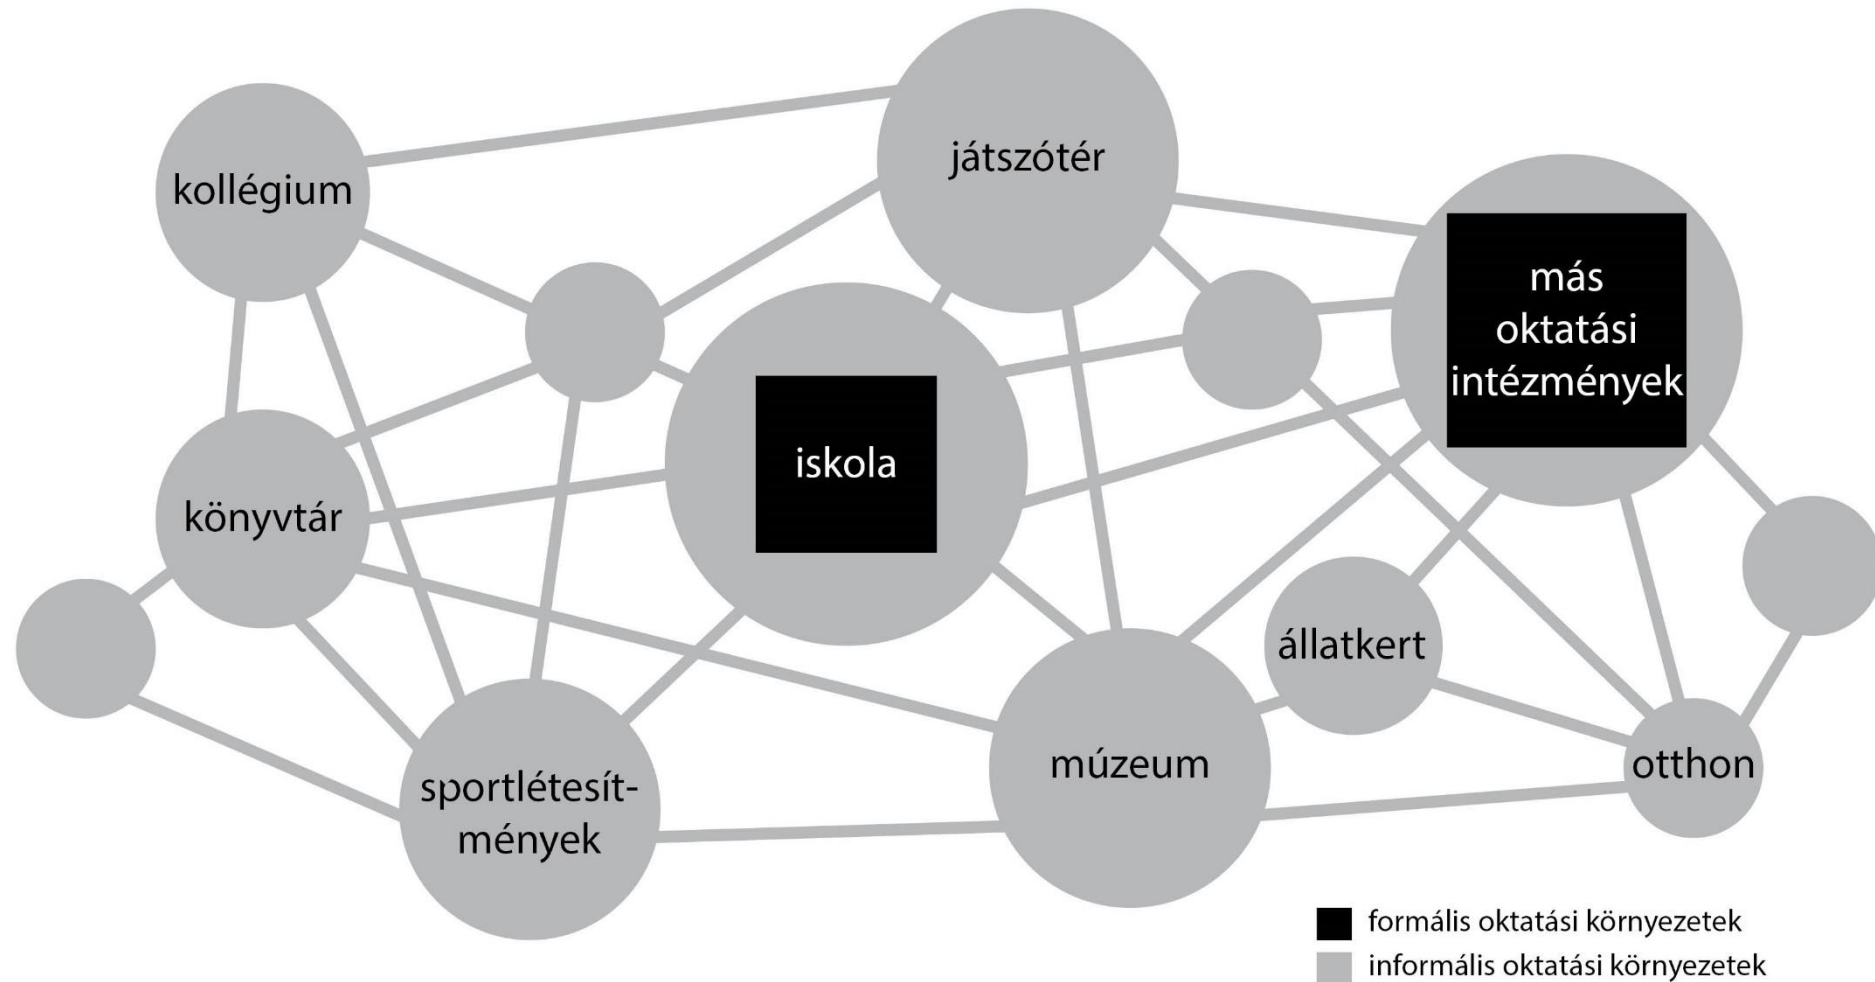 játszótér
kollégium
más
oktatási
intézmények
iskola
könyvtár
állatkert
múzeum
otthon
sportlétesít-
mények
formális oktatási környezetek
informális oktatási környezetek